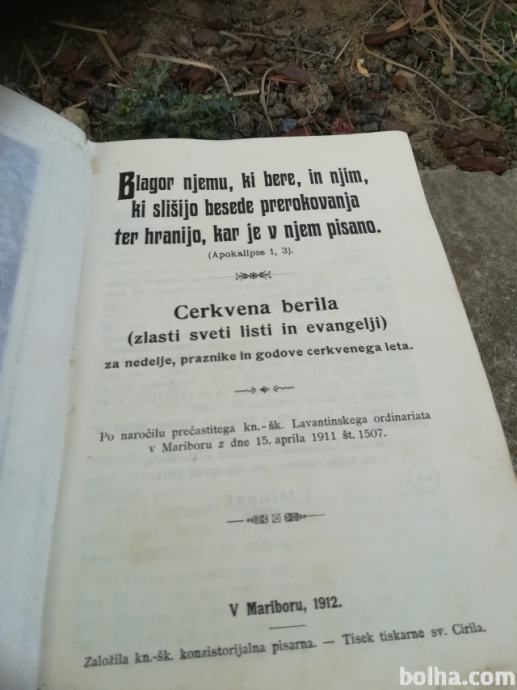 Blagor njemu, ki bere, in njim,
ki slišijo besede prerokovanja
ter hranijo, kar je v njem pisano.
(Apokalipse 1, 3).
Cerkvena berila
(zlasti sveti listi in evangelji)
za nedelje, praznike in godove cerkvenega leta.
Po naročilu prečastitega kn.-šk. Lavantinskega ordinariata
v Mariboru z dne 15. aprila 1911 št. 1507.
V Mariboru, 1912.
Založila kn.-šk. konzistorijalna pisarna. — Tisek tiskarne sv. Cirila.
bolha.com